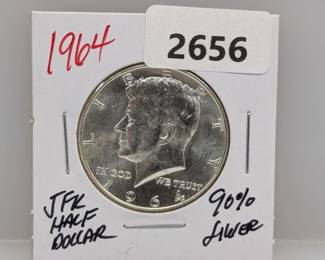 1964
2656
LIBERTY
IN GOD WE TRUST
1964
JFK
HALF
DOLLAR
90%
SILVER